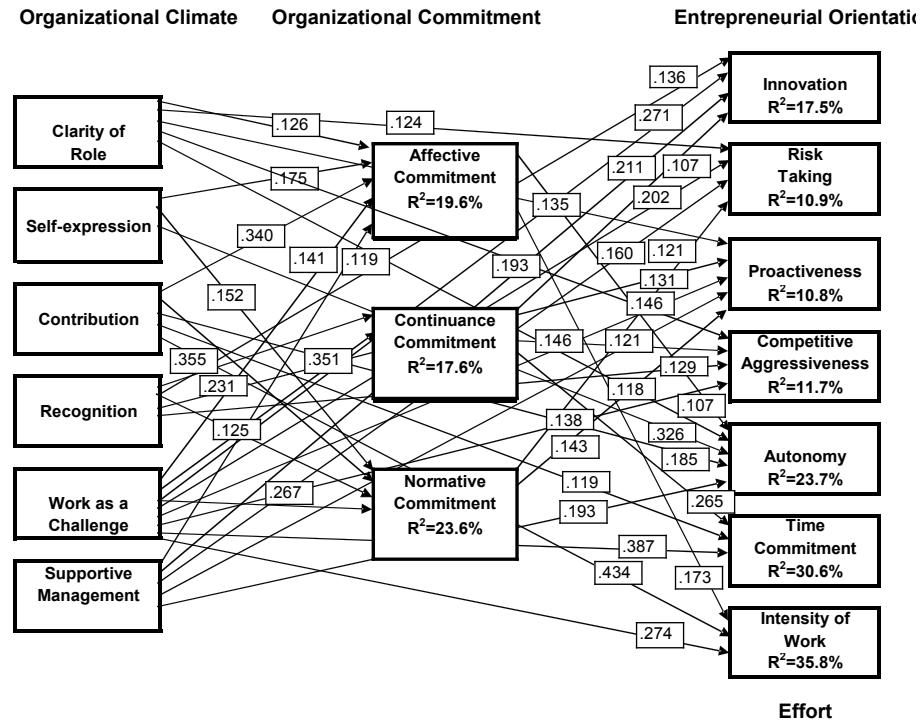 Organizational Climate
Organizational Commitment
Entrepreneurial Orientatic
Clarity of
Role
Self-expression
Contribution
Recognition
Work as a
Challenge
Supportive
Management
Affective
Commitment
R²=19.6%
Continuance
Commitment
R²=17.6%
Normative
Commitment
R²=23.6%
Innovation
R²=17.5%
Risk
Taking
R²=10.9%
Proactiveness
R²=10.8%
Competitive
Aggressiveness
R²=11.7%
Autonomy
R²=23.7%
Time
Commitment
R²=30.6%
Intensity of
Work
R²=35.8%
Effort
.136
.126
.124
.271
.211
.107
.175
.135
.202
.340
.141
.119
.193
.160
.121
.131
.152
.146
.355
.351
.146
.121
.129
.231
.118
.107
.125
.138
.326
.143
.185
.267
.119
.193
.265
.387
.434
.173
.274